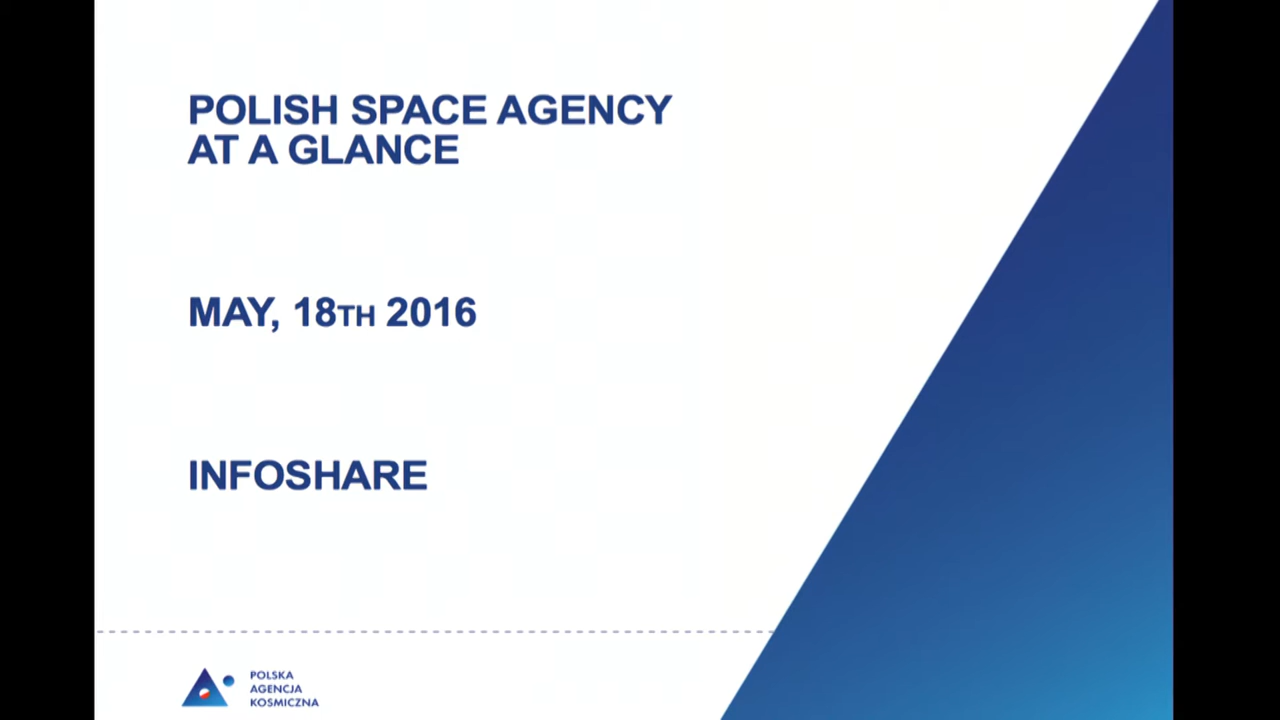 POLISH SPACE AGENCY
AT A GLANCE
MAY, 18TH 2016
INFOSHARE
POLSKA
AGENCJA
KOSMICZNA